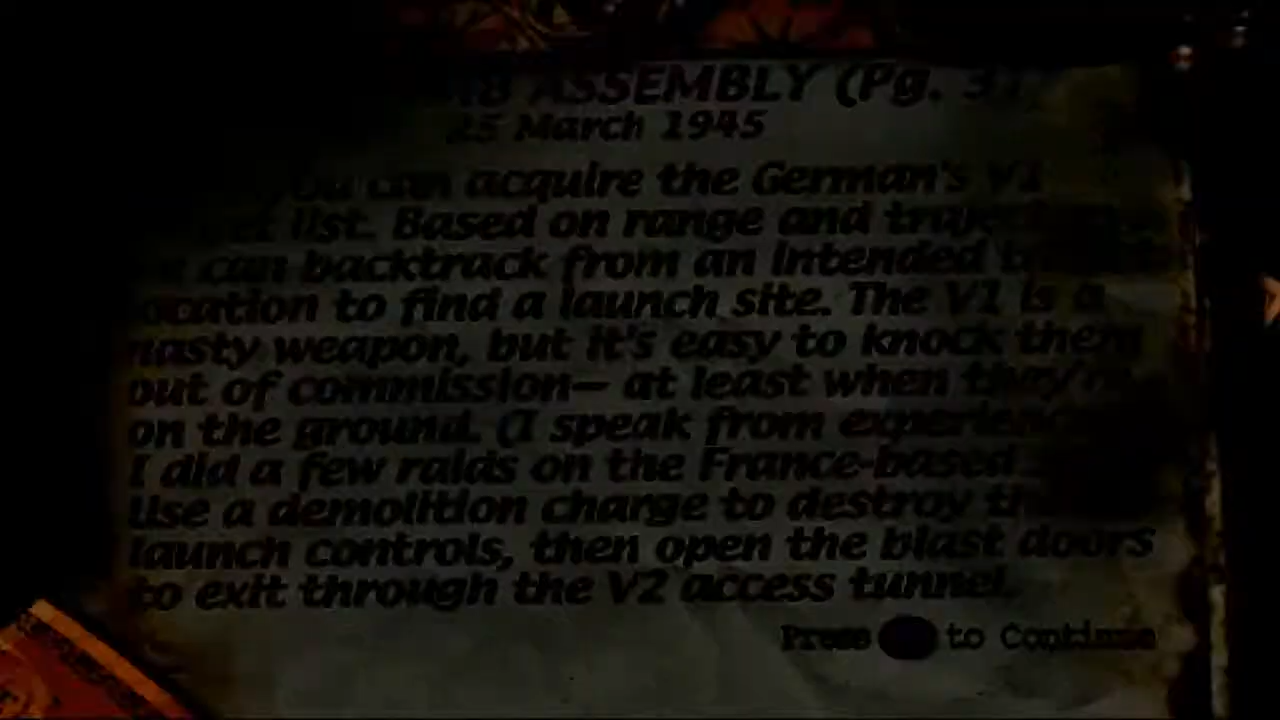 ASSEMBLY (Pg. 3)
25 March 1945
can acquire the German's V1
list. Based on range and
can backtrack from an intended
location to find a launch site. The V1 is a
nasty weapon, but it's easy to knock them
out of commission— at least when they're
on the ground. (I speak from
I did a few raids on the France-based
Use a demolition charge to destroy
launch controls, then open the blast doors
to exit through the V2 access tunnel.
Press to Continue